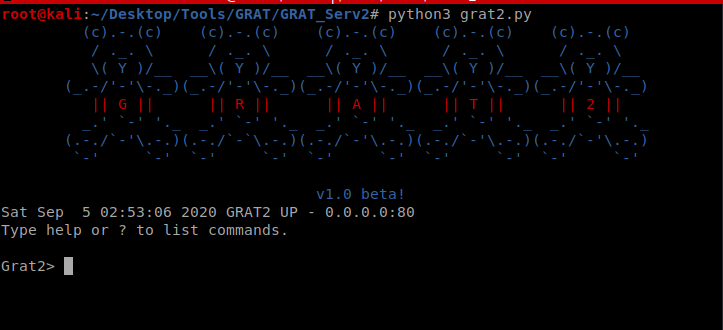 root@kali:~/Desktop/Tools/GRAT/GRAT_Serv2# python3 grat2.py
(c).-.(c)    (c).-.(c)    (c).-.(c)    (c).-.(c)    (c).-.(c)
/ ._. \      / ._. \      / ._. \      / ._. \      / ._. \
\( Y )/__  __\( Y )/__  __\( Y )/__  __\( Y )/__  __\( Y )/__
(_.-/'-'\-._)(_.-/'-'\-._)(_.-/'-'\-._)(_.-/'-'\-._)(_.-/'-'\-._)
|| G ||      || R ||      || A ||      || T ||      || 2 ||
_.' `-' '._  _.' `-' '._  _.' `-' '._  _.' `-' '._  _.' `-' '._
(.-./`-'\.-.)(.-./`-`\.-.)(.-./`-'\.-.)(.-./`-'\.-.)(.-./`-'\.-.)
`-'     `-'  `-'     `-'  `-'     `-'  `-'     `-'  `-'     `-'
v1.0 beta!
Sat Sep  5 02:53:06 2020 GRAT2 UP - 0.0.0.0:80
Type help or ? to list commands.
Grat2>